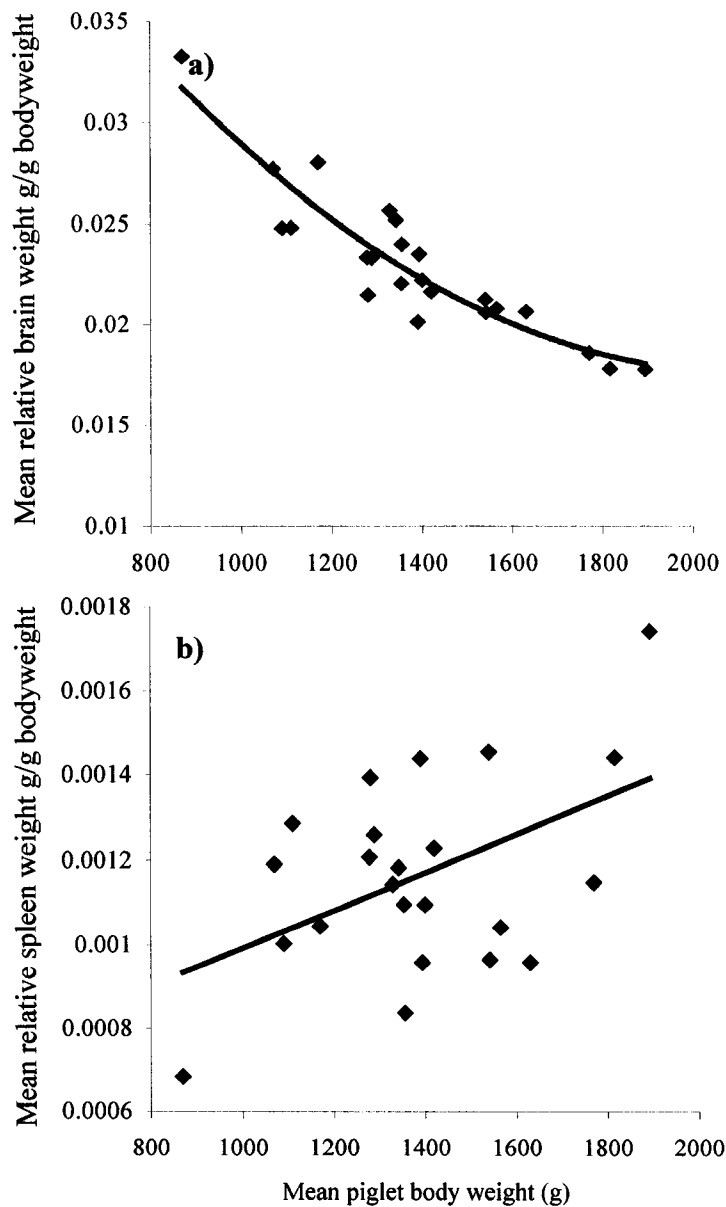 Mean relative brain weight g/g bodyweight
0.035
a)
0.03
0.025
0.02
0.015
0.01
800 1000 1200 1400 1600 1800 2000
Mean relative spleen weight g/g bodyweight
0.0018
b)
0.0016
0.0014
0.0012
0.001
0.0008
0.0006
800 1000 1200 1400 1600 1800 2000
Mean piglet body weight (g)